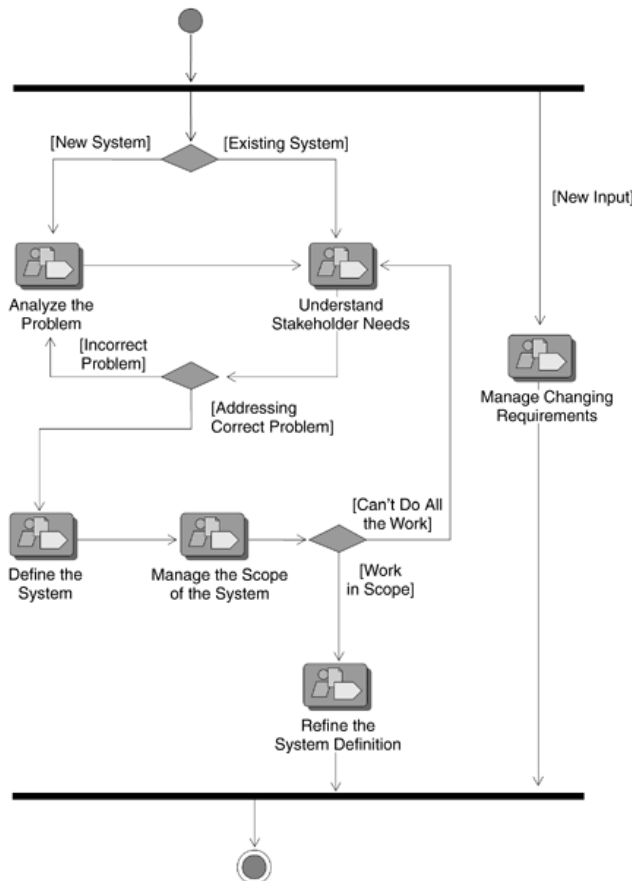 [New System]
[Existing System]
[New Input]
Analyze the
Problem
Understand
Stakeholder Needs
[Incorrect
Problem]
Manage Changing
Requirements
[Addressing
Correct Problem]
[Can't Do All
the Work]
Define the
System
Manage the Scope
of the System
[Work
in Scope]
Refine the
System Definition